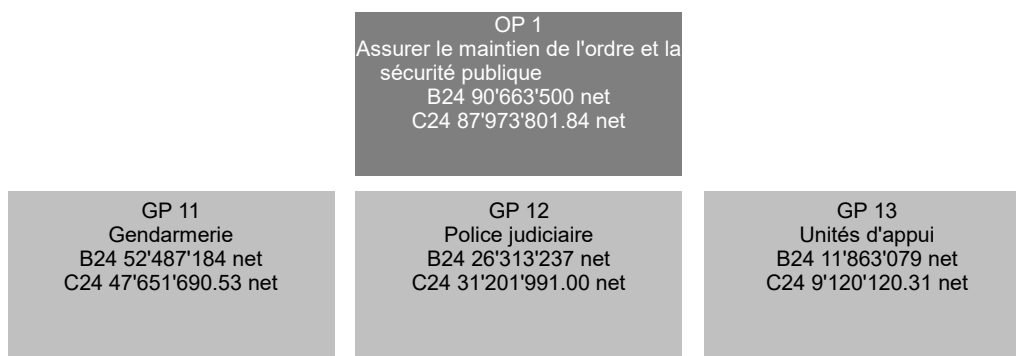 OP 1
Assurer le maintien de l'ordre et la
sécurité publique
B24 90'663'500 net
C24 87'973'801.84 net
GP 11
Gendarmerie
B24 52'487'184 net
C24 47'651'690.53 net
GP 12
Police judiciaire
B24 26'313'237 net
C24 31'201'991.00 net
GP 13
Unités d'appui
B24 11'863'079 net
C24 9'120'120.31 net